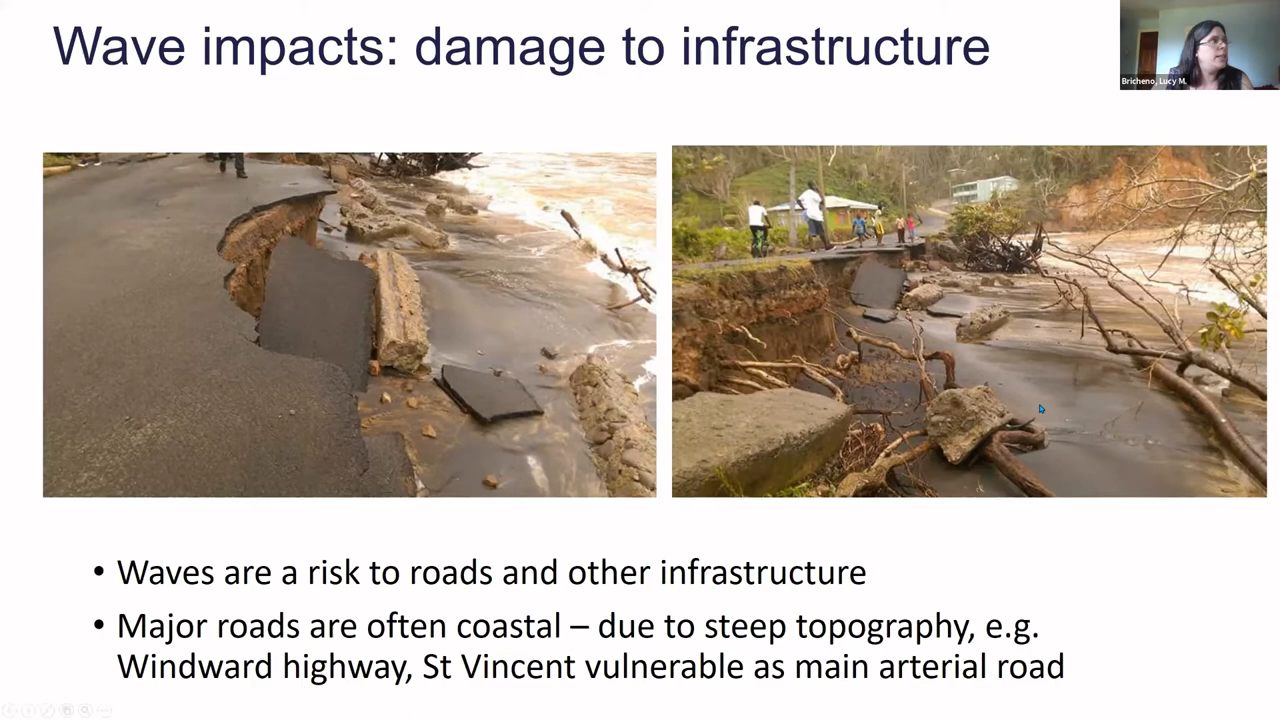 Wave impacts: damage to infrastructure
Bricheno, Lucy M.
• Waves are a risk to roads and other infrastructure
• Major roads are often coastal – due to steep topography, e.g.
Windward highway, St Vincent vulnerable as main arterial road